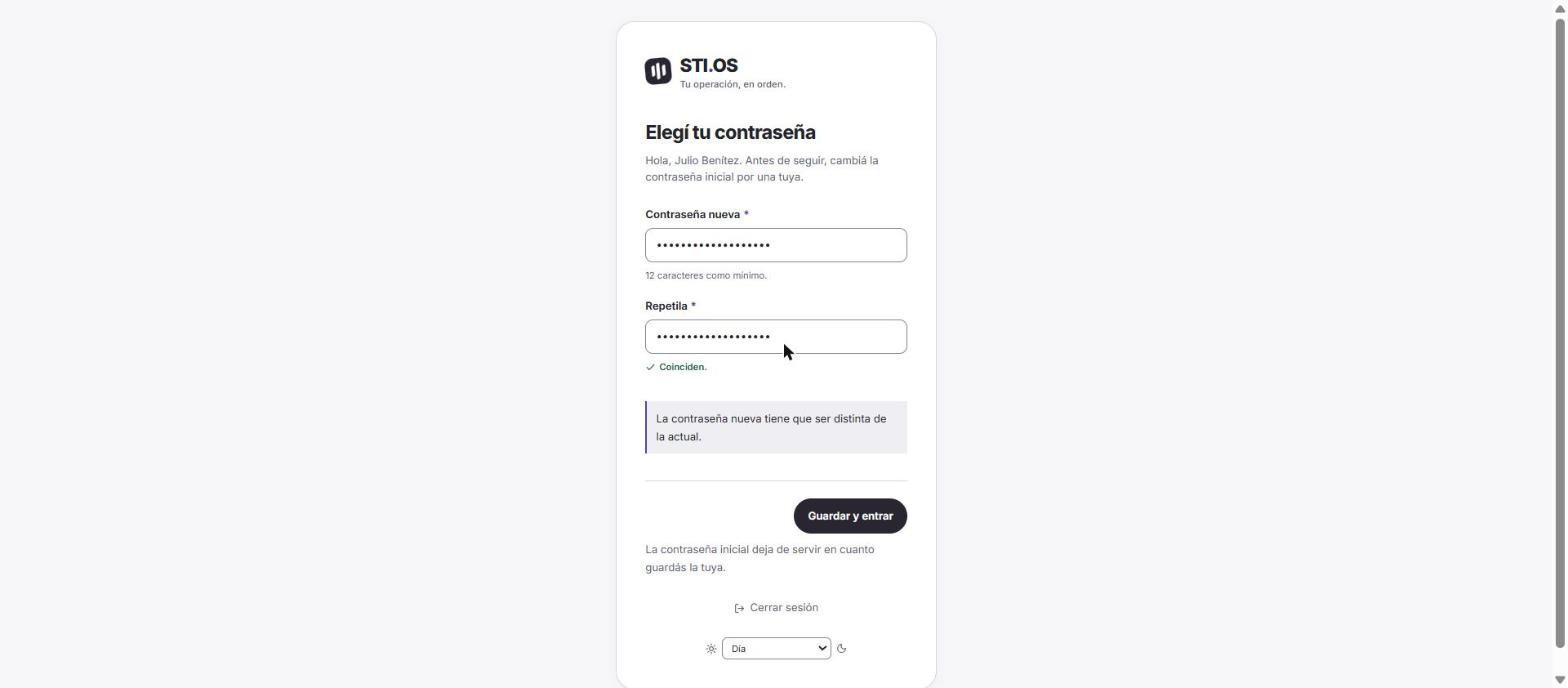 STI.OS
Tu operación, en orden.
Elegí tu contraseña
Hola, Julio Benítez. Antes de seguir, cambiá la
contraseña inicial por una tuya.
Contraseña nueva *
•••••••••••••••••••
12 caracteres como mínimo.
Repetila *
•••••••••••••••••••
Coinciden.
La contraseña nueva tiene que ser distinta de
la actual.
Guardar y entrar
La contraseña inicial deja de servir en cuanto
guardás la tuya.
Cerrar sesión
Día